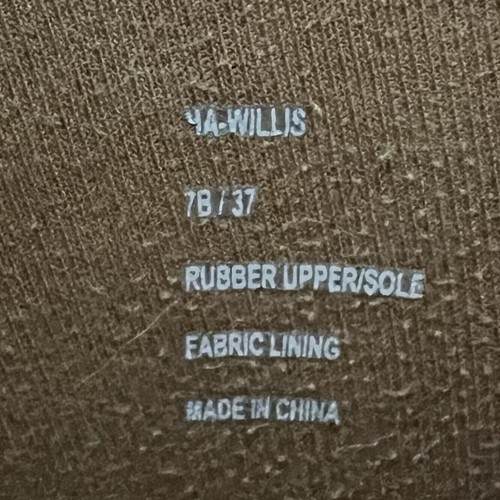 YA-WILLIS
7B / 37
RUBBER UPPER/SOLE
FABRIC LINING
MADE IN CHINA